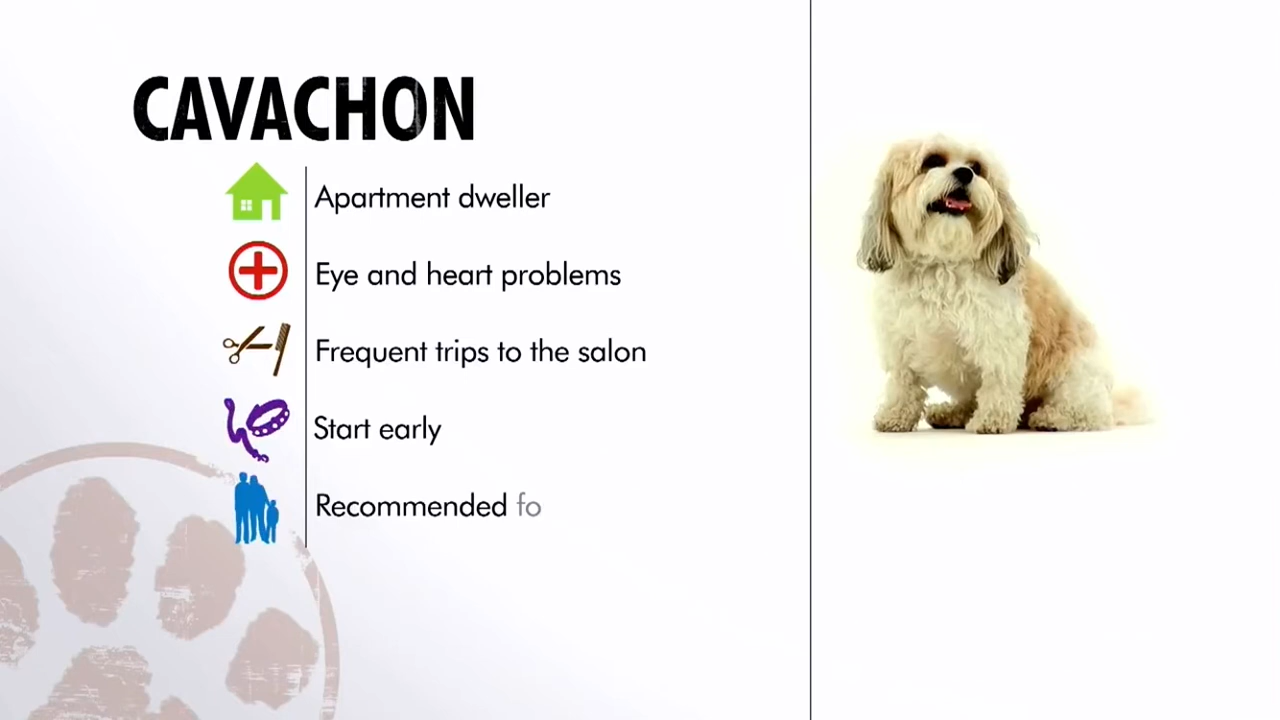 CAVACHON
Apartment dweller
Eye and heart problems
Frequent trips to the salon
Start early
Recommended fo